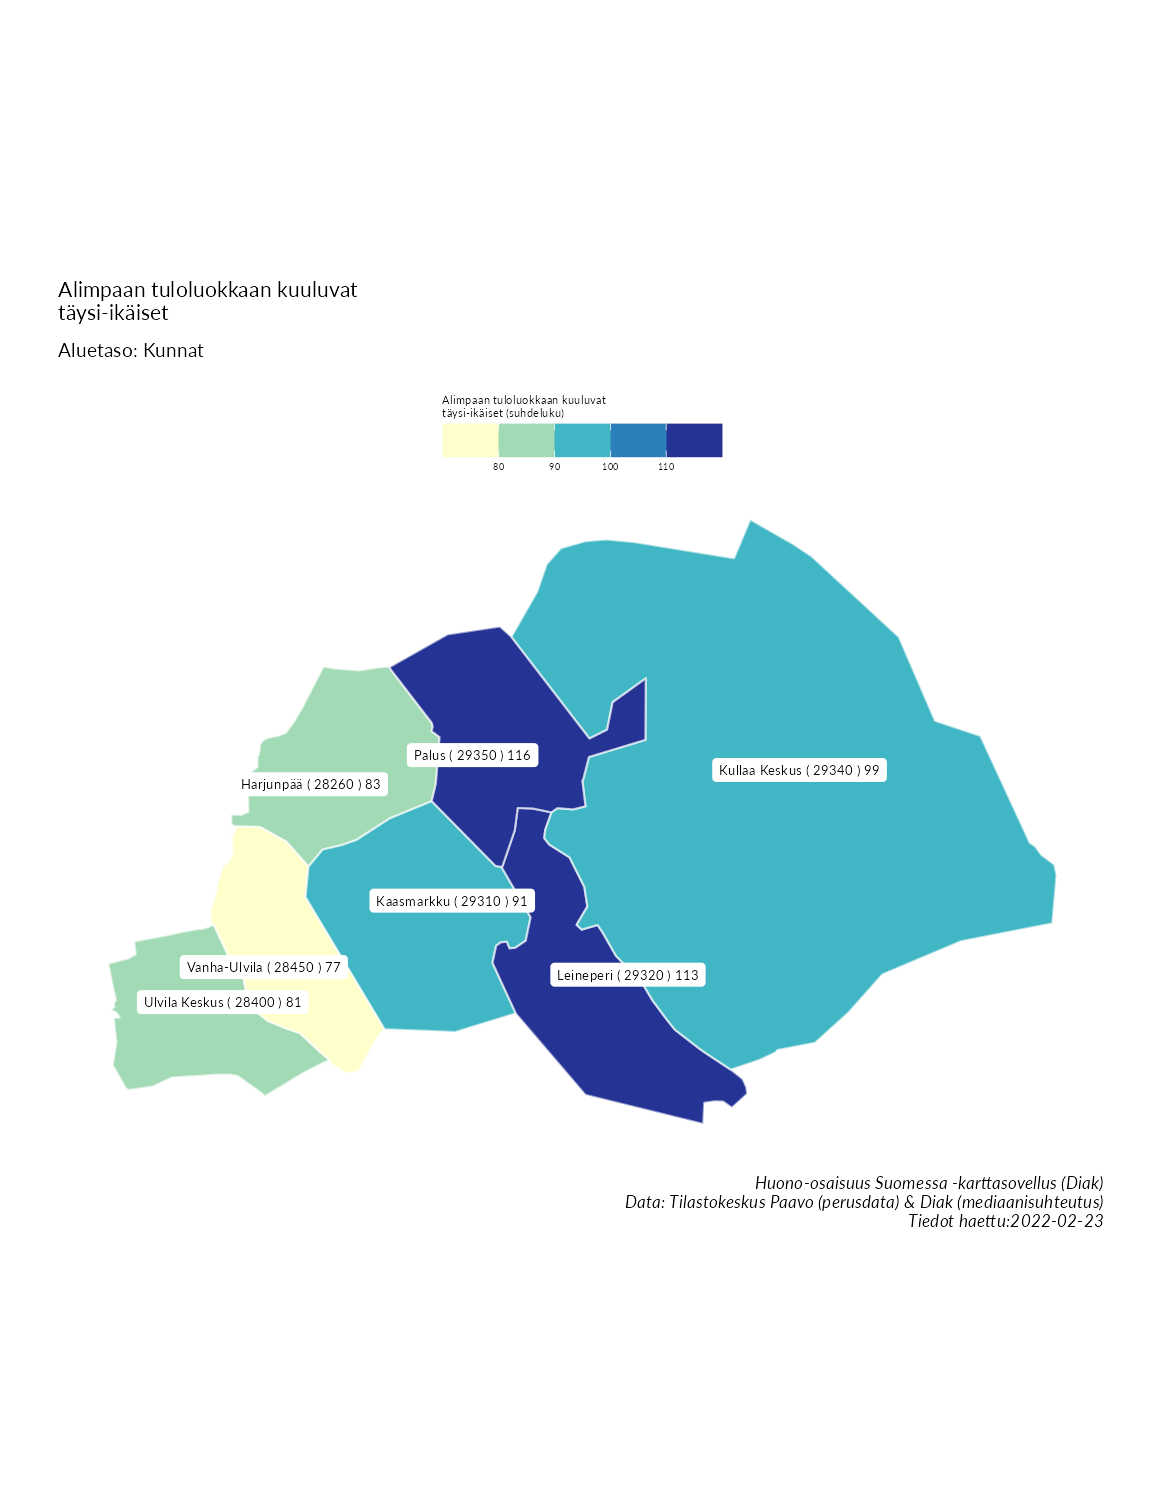 Alimpaan tuloluokkaan kuuluvat
täysi-ikäiset
Aluetaso: Kunnat
Alimpaan tuloluokkaan kuuluvat
täysi-ikäiset (suhdeluku)
80 90 100 110
Palus ( 29350 ) 116
Kullaa Keskus ( 29340 ) 99
Harjunpää ( 28260 ) 83
Kaasmarkku ( 29310 ) 91
Vanha-Ulvila ( 28450 ) 77
Leineperi ( 29320 ) 113
Ulvila Keskus ( 28400 ) 81
Huono-osaisuus Suomessa -karttasovellus (Diak)
Data: Tilastokeskus Paavo (perusdata) & Diak (mediaanisuhteutus)
Tiedot haettu:2022-02-23